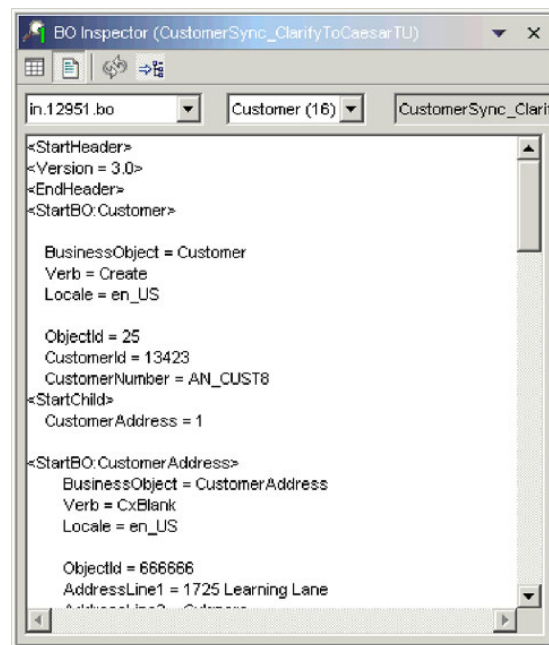 BO Inspector (CustomerSync_ClarifyToCaesarTU)
in.12951.bo Customer (16) CustomerSync_Clarif
<StartHeader>
<Version = 3.0>
<EndHeader>
<StartBO:Customer>
BusinessObject = Customer
Verb = Create
Locale = en_US
ObjectId = 25
CustomerId = 13423
CustomerNumber = AN_CUST8
<StartChild>
CustomerAddress = 1
<StartBO:CustomerAddress>
BusinessObject = CustomerAddress
Verb = CxBlank
Locale = en_US
ObjectId = 666666
AddressLine1 = 1725 Learning Lane